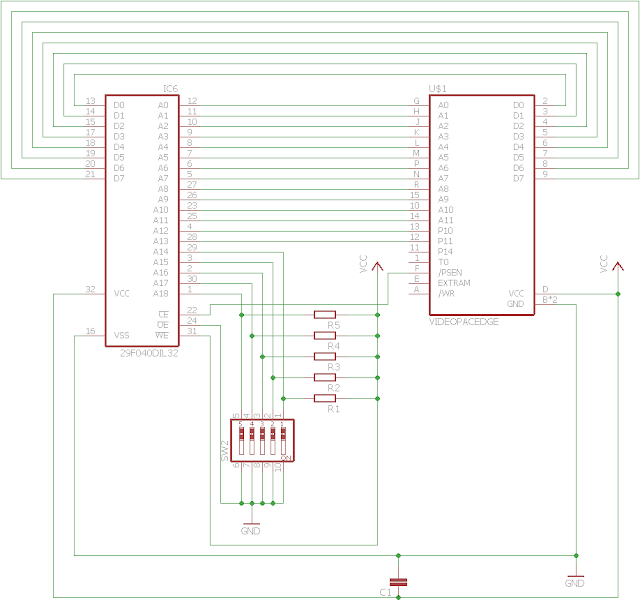 IC6 U$1
13 D0 A0 12 G A0 D0 2
14 D1 A1 11 H A1 D1 3
15 D2 A2 10 J A2 D2 4
17 D3 A3 9 K A3 D3 5
18 D4 A4 8 L A4 D4 6
19 D5 A5 7 M A5 D5 7
20 D6 A6 6 P A6 D6 8
21 D7 A7 5 N A7 D7 9
A8 27 R A8
A9 26 15 A9
A10 23 10 A10
A11 25 14 A11
A12 4 13 P10
A13 28 12 P11
A14 29 11 P14
A15 3 VCC 1 T0 VCC
A16 2 F /PSEN
A17 30 E EXTRAM
32 VCC A18 1 A /WR VCC D
GND B*2
CE 22
OE 24 R5 VIDEOPACEDGE
16 VSS WE 31
R4
29F040DIL32
R3
R2
R1
5 4 3 2 1
SW2
5 4 3 2 1
6 7 8 9 10
GND
GND
C1